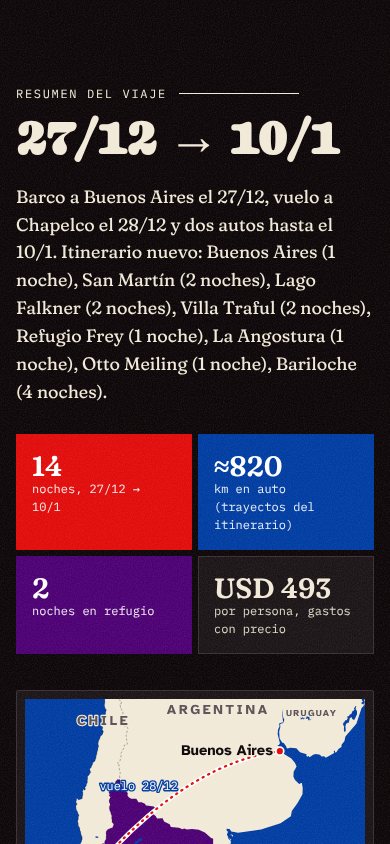 RESUMEN DEL VIAJE
27/12 → 10/1
Barco a Buenos Aires el 27/12, vuelo a
Chapelco el 28/12 y dos autos hasta el
10/1. Itinerario nuevo: Buenos Aires (1
noche), San Martín (2 noches), Lago
Falkner (2 noches), Villa Traful (2 noches),
Refugio Frey (1 noche), La Angostura (1
noche), Otto Meiling (1 noche), Bariloche
(4 noches).
14
noches, 27/12 →
10/1
≈820
km en auto
(trayectos del
itinerario)
2
noches en refugio
USD 493
por persona, gastos
con precio
ARGENTINA
URUGUAY
CHILE
Buenos Aires
vuelo 28/12